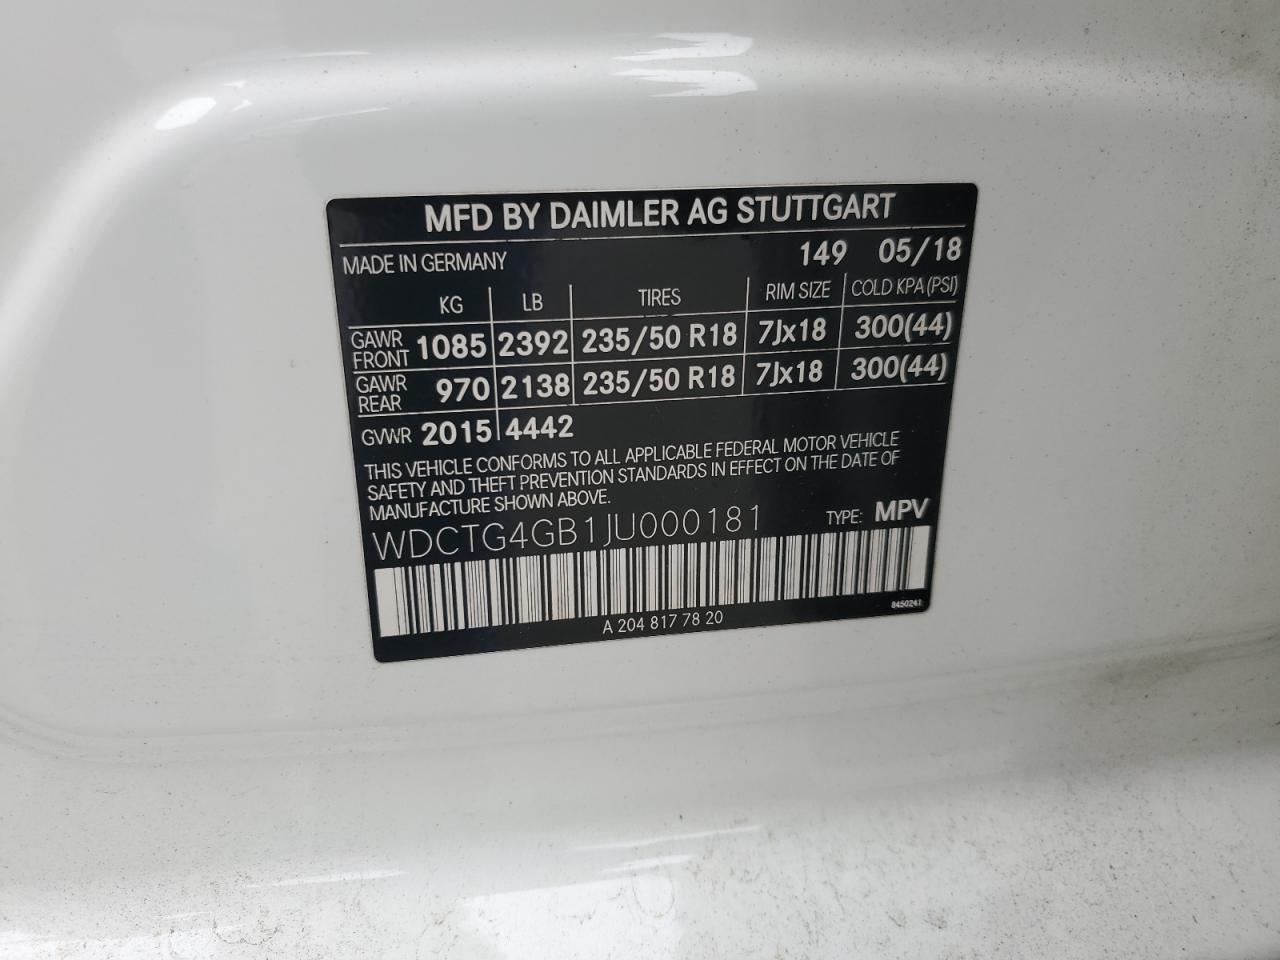 MFD BY DAIMLER AG STUTTGART
MADE IN GERMANY 149 05/18
KG LB TIRES RIM SIZE COLD KPA (PSI)
GAWR FRONT 1085 2392 235/50 R18 7Jx18 300(44)
GAWR REAR 970 2138 235/50 R18 7Jx18 300(44)
GVWR 2015 4442
THIS VEHICLE CONFORMS TO ALL APPLICABLE FEDERAL MOTOR VEHICLE
SAFETY AND THEFT PREVENTION STANDARDS IN EFFECT ON THE DATE OF
MANUFACTURE SHOWN ABOVE.
WDCTG4GB1JU000181 TYPE: MPV
8450241
A 204 817 78 20